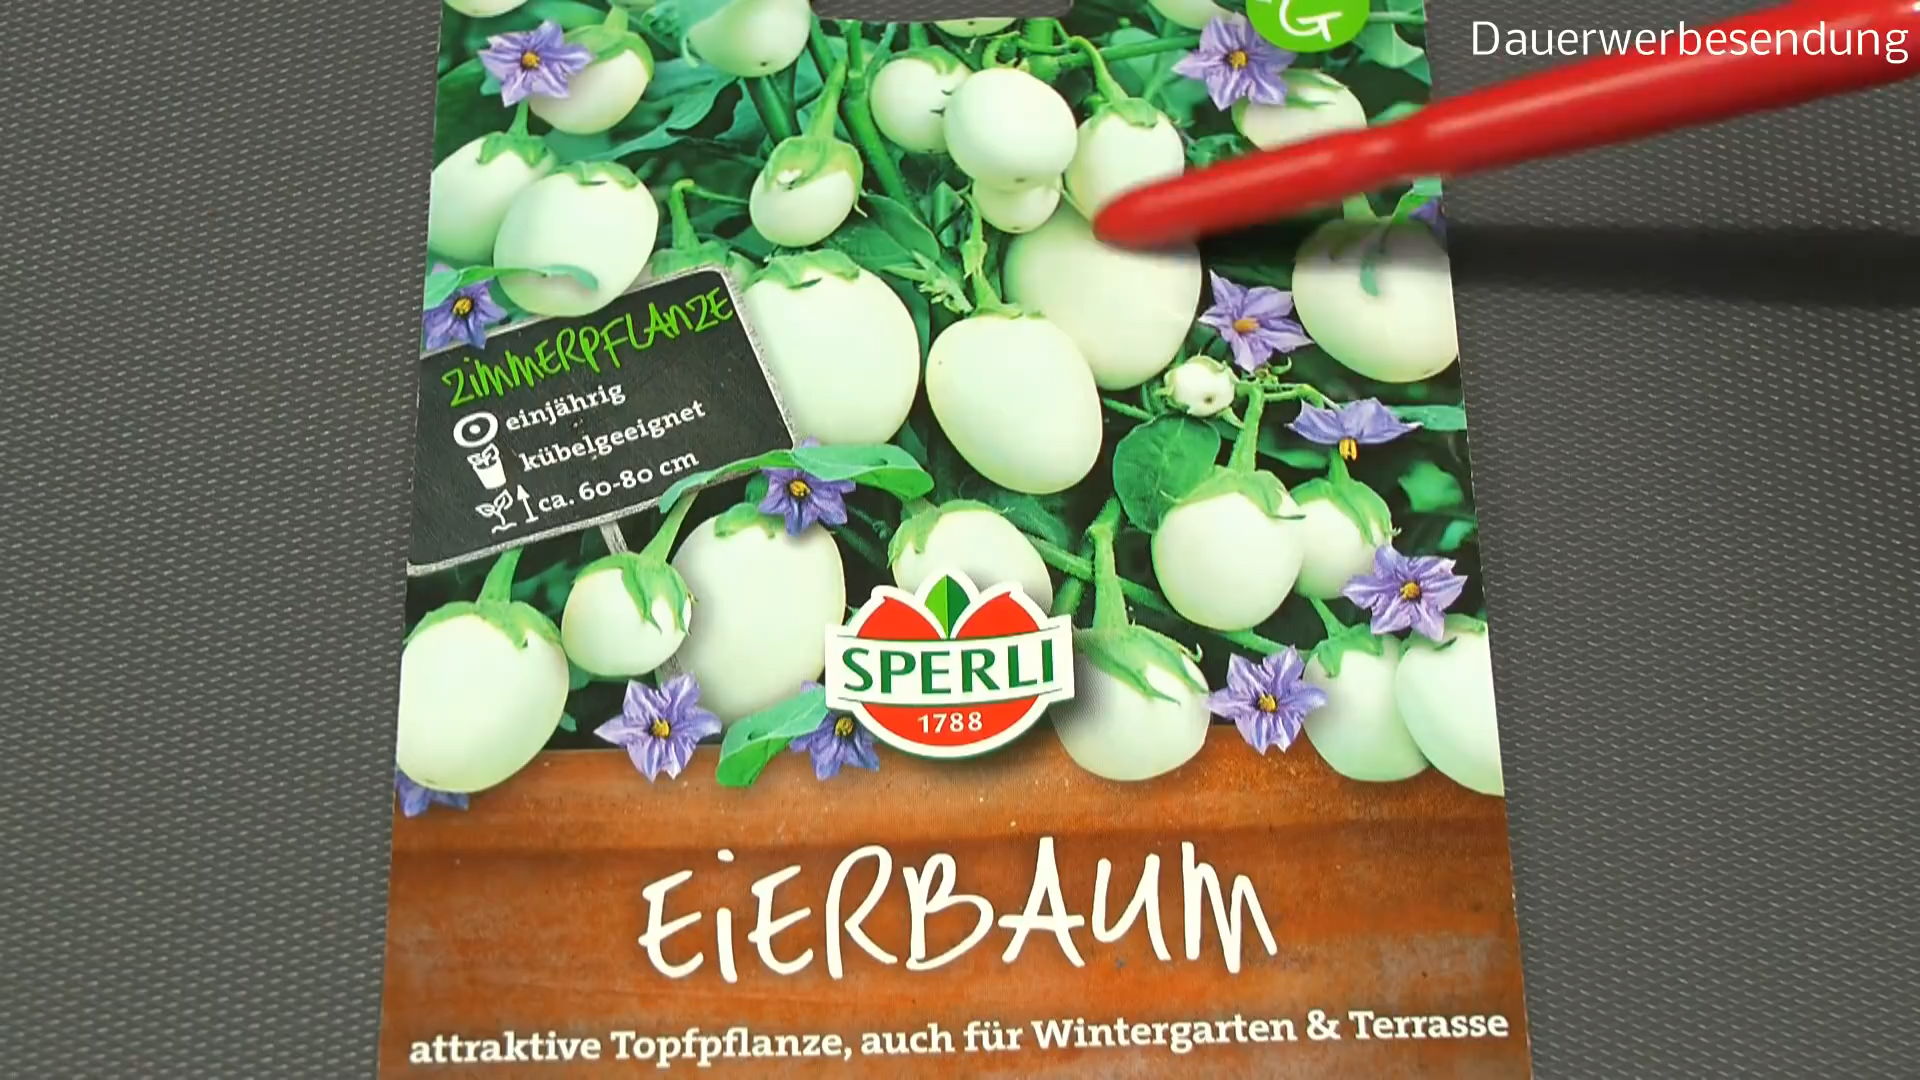 Dauerwerbesendung
G
ZiMMERPFLANZE
einjährig
kübelgeeignet
ca. 60-80 cm
SPERLI
1788
EiERBAUM
attraktive Topfpflanze, auch für Wintergarten & Terrasse